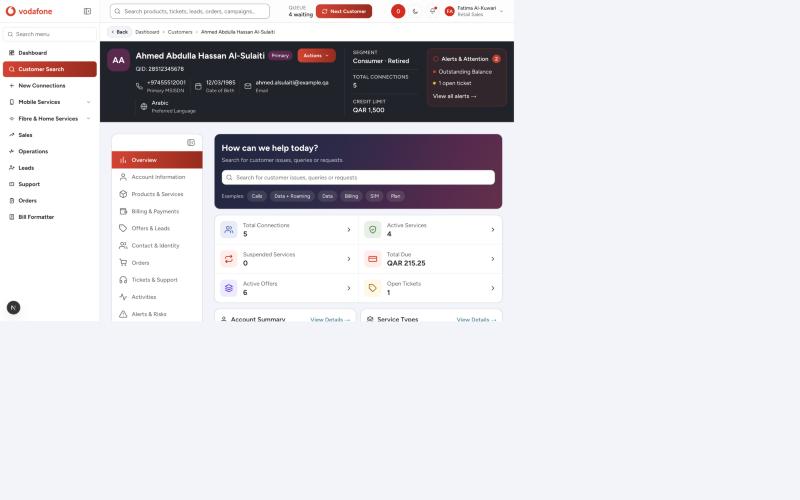 vodafone
Search menu
Dashboard
Customer Search
New Connections
Mobile Services
Fibre & Home Services
Sales
Operations
Leads
Support
Orders
Bill Formatter
N
Search products, tickets, leads, orders, campaigns..
QUEUE
4 waiting
Next Customer
0
FA
Fatima Al-Kuwari
Retail Sales
Back
Dashboard > Customers > Ahmed Abdulla Hassan Al-Sulaiti
AA
Ahmed Abdulla Hassan Al-Sulaiti
Primary
Actions
QID: 28512345678
+97455512001
Primary MSISDN
12/03/1985
Date of Birth
ahmed.alsulaiti@example.qa
Email
Arabic
Preferred Language
SEGMENT
Consumer · Retired
TOTAL CONNECTIONS
5
CREDIT LIMIT
QAR 1,500
Alerts & Attention 2
Outstanding Balance
1 open ticket
View all alerts →
Overview
Account Information
Products & Services
Billing & Payments
Offers & Leads
Contact & Identity
Orders
Tickets & Support
Activities
Alerts & Risks
How can we help today?
Search for customer issues, queries or requests
Search for customer issues, queries or requests
Examples: Calls Data + Roaming Data Billing SIM Plan
Total Connections
5
Active Services
4
Suspended Services
0
Total Due
QAR 215.25
Active Offers
6
Open Tickets
1
Account Summary
View Details →
Service Types
View Details →